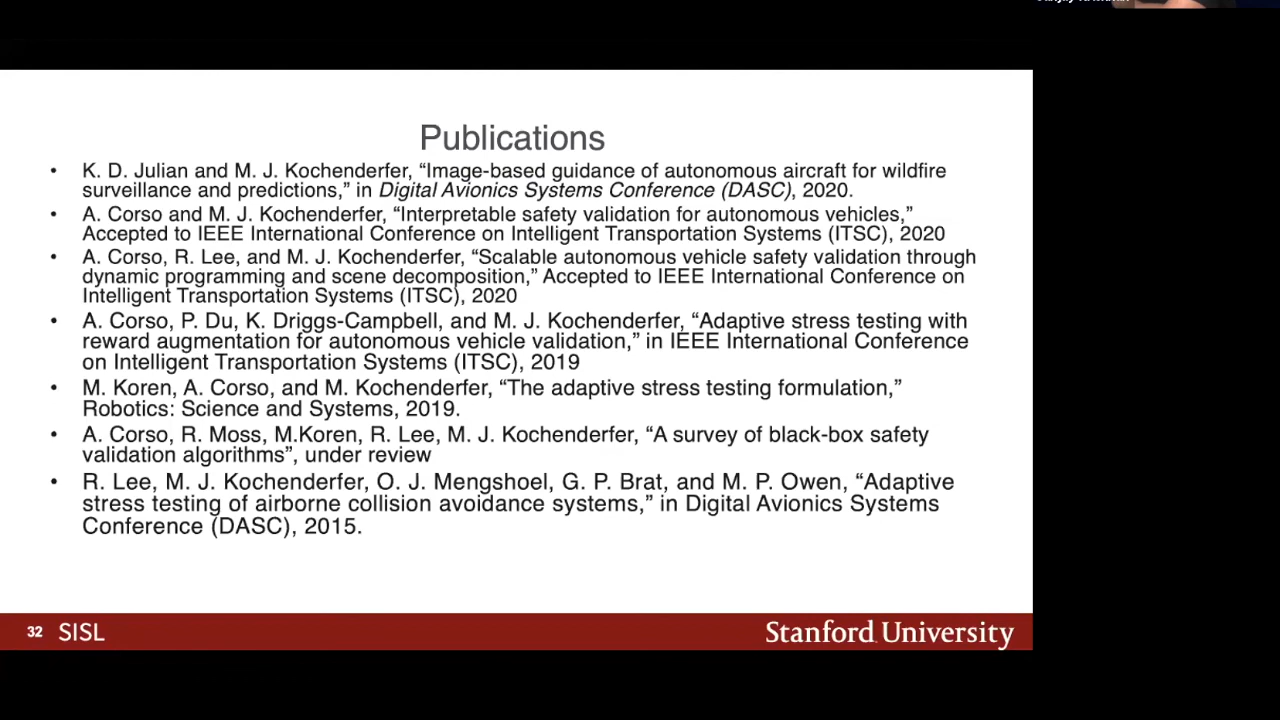 Publications
• K. D. Julian and M. J. Kochenderfer, “Image-based guidance of autonomous aircraft for wildfire
surveillance and predictions,” in Digital Avionics Systems Conference (DASC), 2020.
• A. Corso and M. J. Kochenderfer, “Interpretable safety validation for autonomous vehicles,”
Accepted to IEEE International Conference on Intelligent Transportation Systems (ITSC), 2020
• A. Corso, R. Lee, and M. J. Kochenderfer, “Scalable autonomous vehicle safety validation through
dynamic programming and scene decomposition,” Accepted to IEEE International Conference on
Intelligent Transportation Systems (ITSC), 2020
• A. Corso, P. Du, K. Driggs-Campbell, and M. J. Kochenderfer, “Adaptive stress testing with
reward augmentation for autonomous vehicle validation,” in IEEE International Conference
on Intelligent Transportation Systems (ITSC), 2019
• M. Koren, A. Corso, and M. Kochenderfer, “The adaptive stress testing formulation,”
Robotics: Science and Systems, 2019.
• A. Corso, R. Moss, M.Koren, R. Lee, M. J. Kochenderfer, “A survey of black-box safety
validation algorithms”, under review
• R. Lee, M. J. Kochenderfer, O. J. Mengshoel, G. P. Brat, and M. P. Owen, “Adaptive
stress testing of airborne collision avoidance systems,” in Digital Avionics Systems
Conference (DASC), 2015.
32 SISL
Stanford University